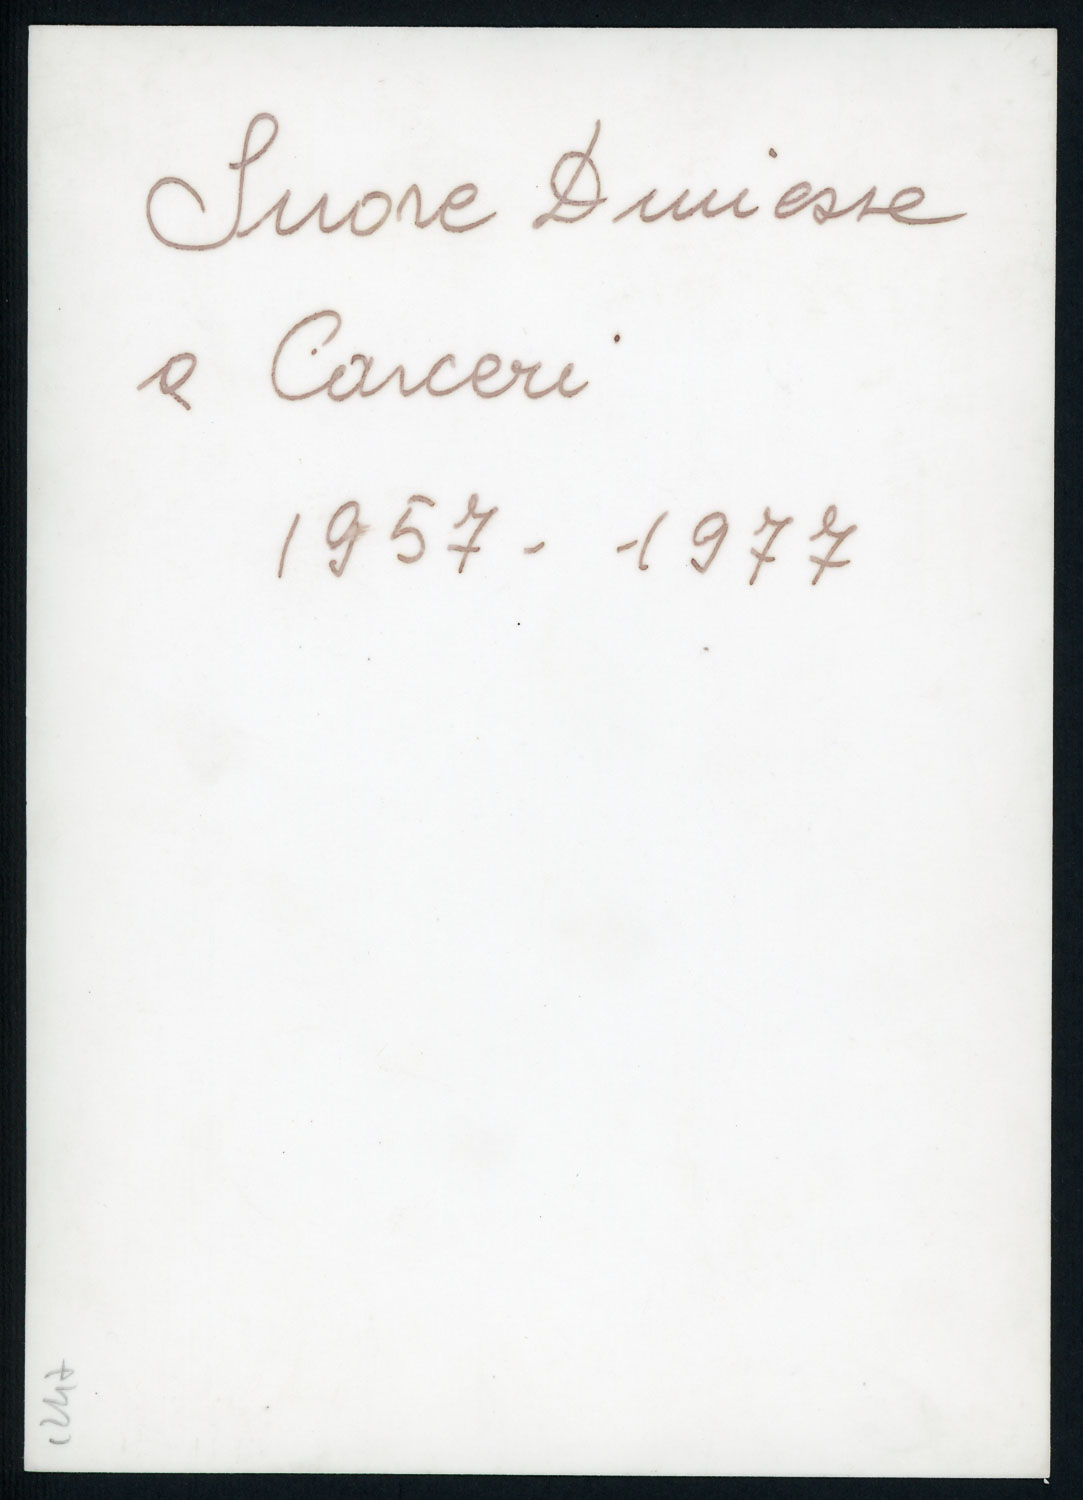 Suore Dimesse
a Carceri
1957 - 1977